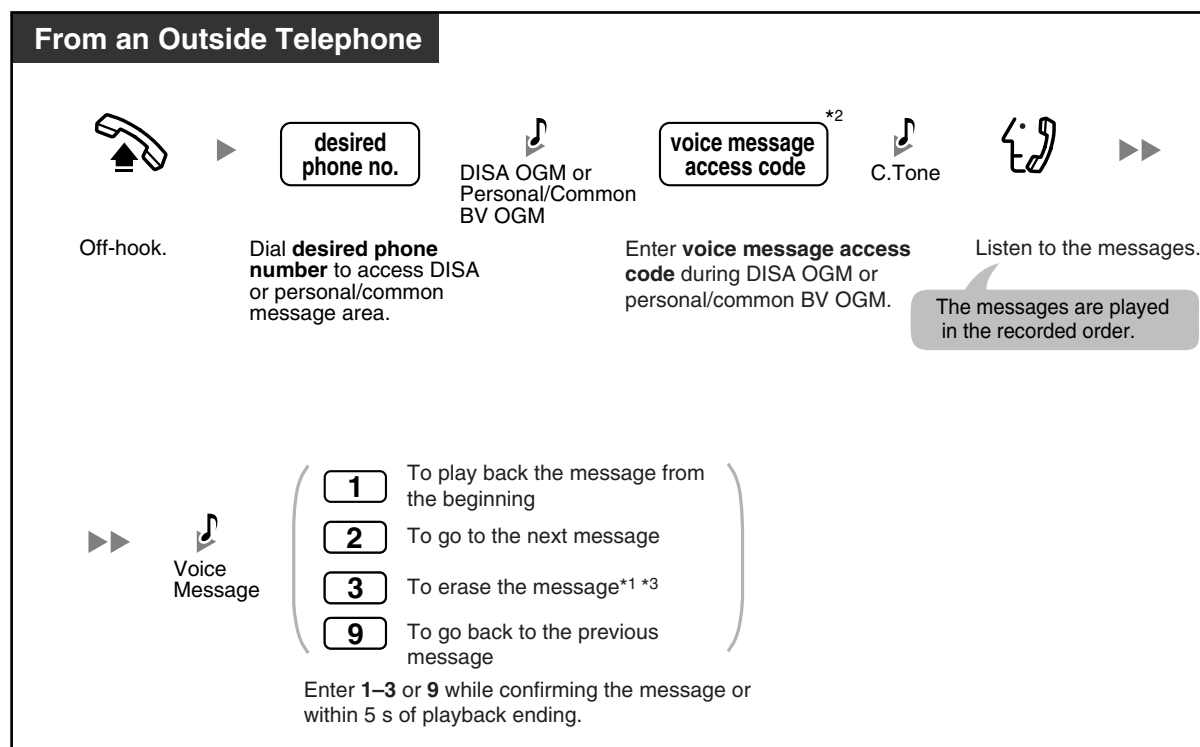 From an Outside Telephone
desired
phone no.
DISA OGM or
Personal/Common
BV OGM
voice message
access code
*2
C.Tone
Off-hook.
Dial desired phone
number to access DISA
or personal/common
message area.
Enter voice message access
code during DISA OGM or
personal/common BV OGM.
Listen to the messages.
The messages are played
in the recorded order.
Voice
Message
1 To play back the message from
the beginning
2 To go to the next message
3 To erase the message*1 *3
9 To go back to the previous
message
Enter 1–3 or 9 while confirming the message or
within 5 s of playback ending.